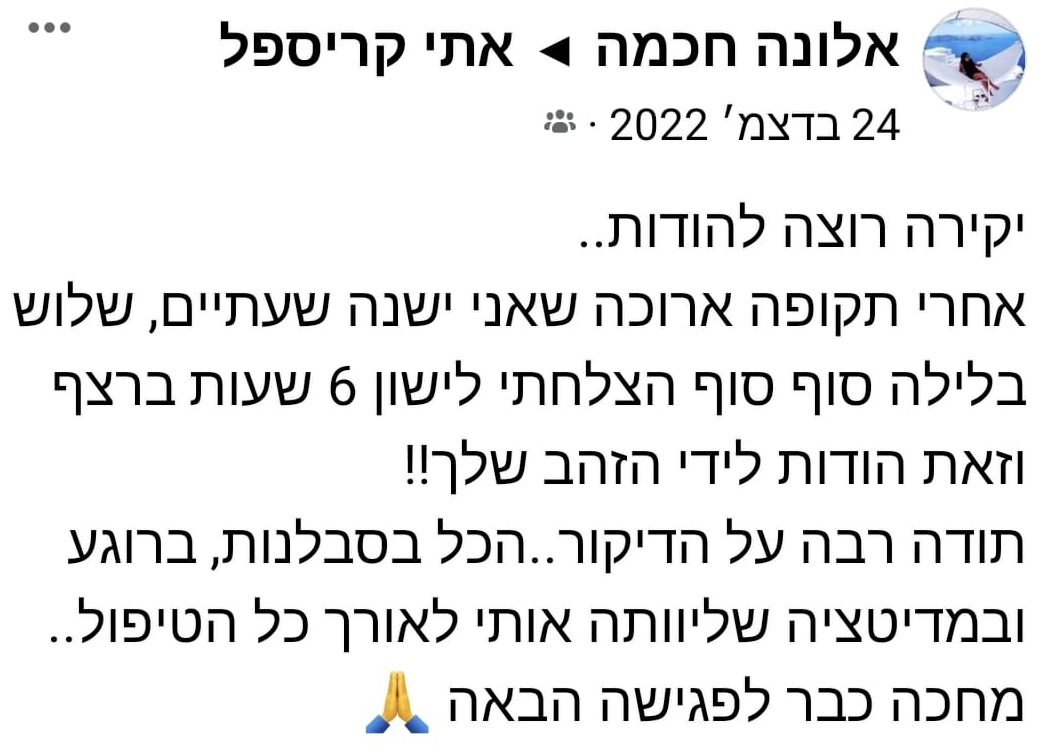 אלונה חכמה ◂ אתי קריספל
24 בדצמ׳ 2022 ·
יקירה רוצה להודות..
אחרי תקופה ארוכה שאני ישנה שעתיים, שלוש
בלילה סוף סוף הצלחתי לישון 6 שעות ברצף
וזאת הודות לידי הזהב שלך!!
תודה רבה על הדיקור..הכל בסבלנות, ברוגע
ובמדיטציה שליוותה אותי לאורך כל הטיפול..
מחכה כבר לפגישה הבאה 🙏